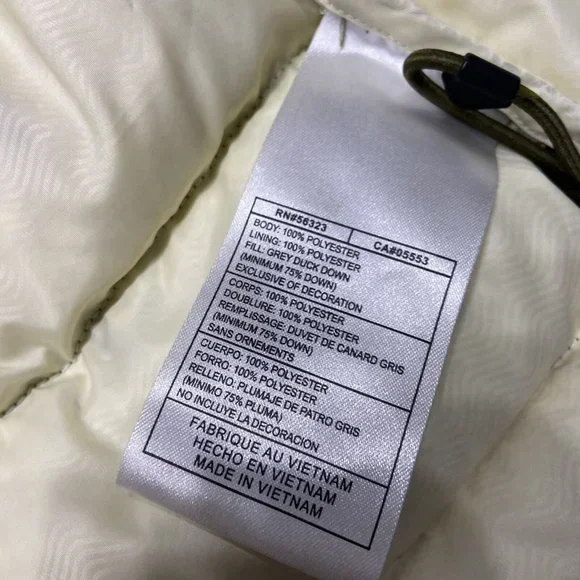 RN#56323 CA#05553
BODY: 100% POLYESTER
LINING: 100% POLYESTER
FILL: GREY DUCK DOWN
(MINIMUM 75% DOWN)
EXCLUSIVE OF DECORATION
CORPS: 100% POLYESTER
DOUBLURE: 100% POLYESTER
REMPLISSAGE: DUVET DE CANARD GRIS
(MINIMUM 75% DOWN)
SANS ORNEMENTS
CUERPO: 100% POLYESTER
FORRO: 100% POLYESTER
RELLENO: PLUMAJE DE PATRO GRIS
(MINIMO 75% PLUMA)
NO INCLUYE LA DECORACION
FABRIQUE AU VIETNAM
HECHO EN VIETNAM
MADE IN VIETNAM